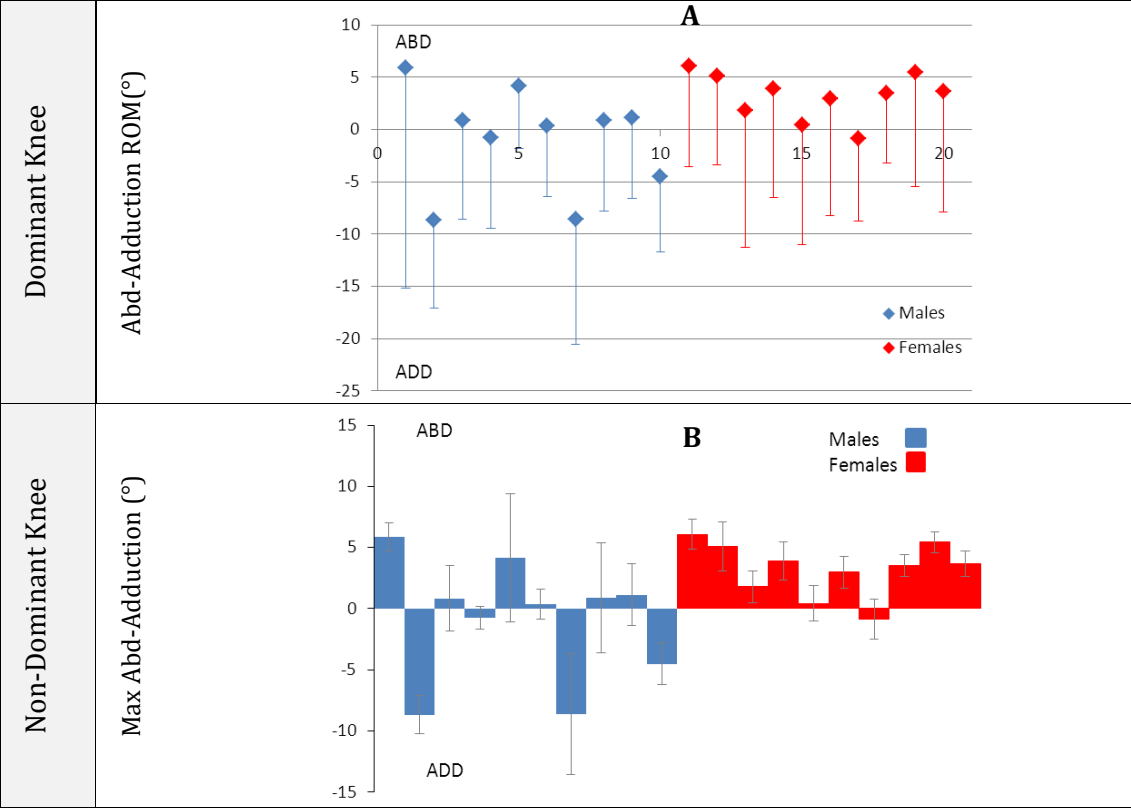 Dominant Knee
Abd-Adduction ROM(°)
A
10
5
0
-5
-10
-15
-20
-25
ABD
0
5
10
15
20
Males
Females
ADD
Non-Dominant Knee
Max Abd-Adduction (°)
B
15
10
5
0
-5
-10
-15
ABD
Males
Females
ADD